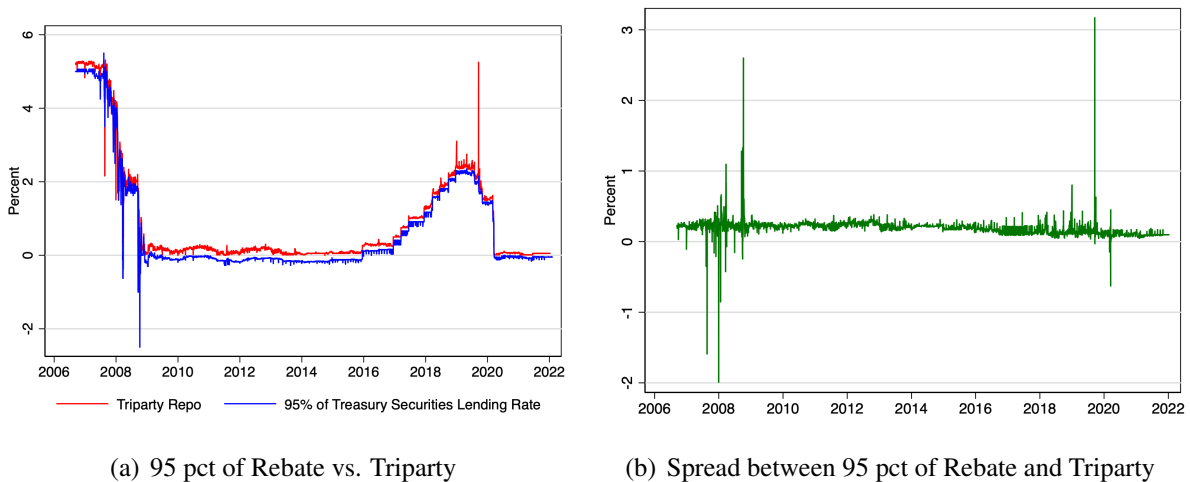 Percent
6
4
2
0
-2
2006 2008 2010 2012 2014 2016 2018 2020 2022
Triparty Repo 95% of Treasury Securities Lending Rate
(a) 95 pct of Rebate vs. Triparty
Percent
3
2
1
0
-1
-2
2006 2008 2010 2012 2014 2016 2018 2020 2022
(b) Spread between 95 pct of Rebate and Triparty